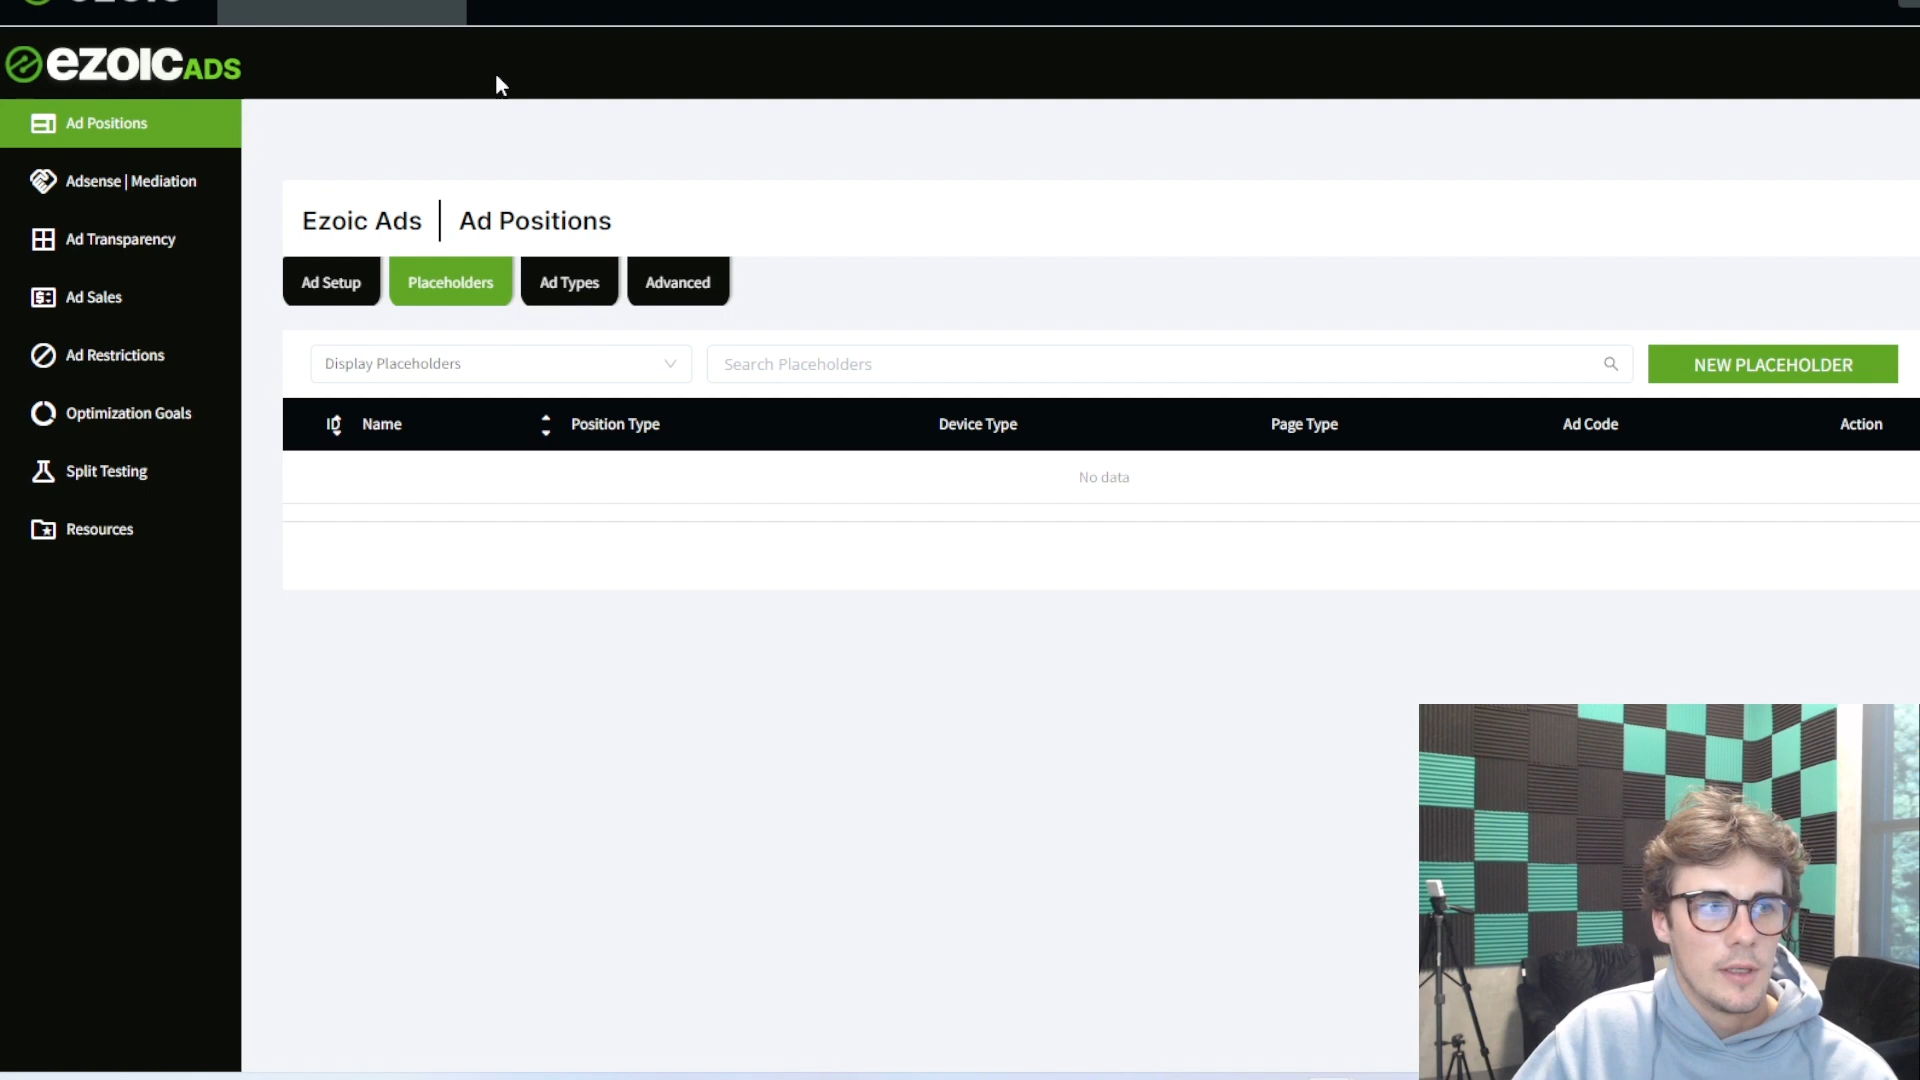 ezoic ADS
Ad Positions
Adsense | Mediation
Ad Transparency
Ad Sales
Ad Restrictions
Optimization Goals
Split Testing
Resources
Ezoic Ads | Ad Positions
Ad Setup
Placeholders
Ad Types
Advanced
Display Placeholders
Search Placeholders
NEW PLACEHOLDER
ID Name Position Type Device Type Page Type Ad Code Action
No data